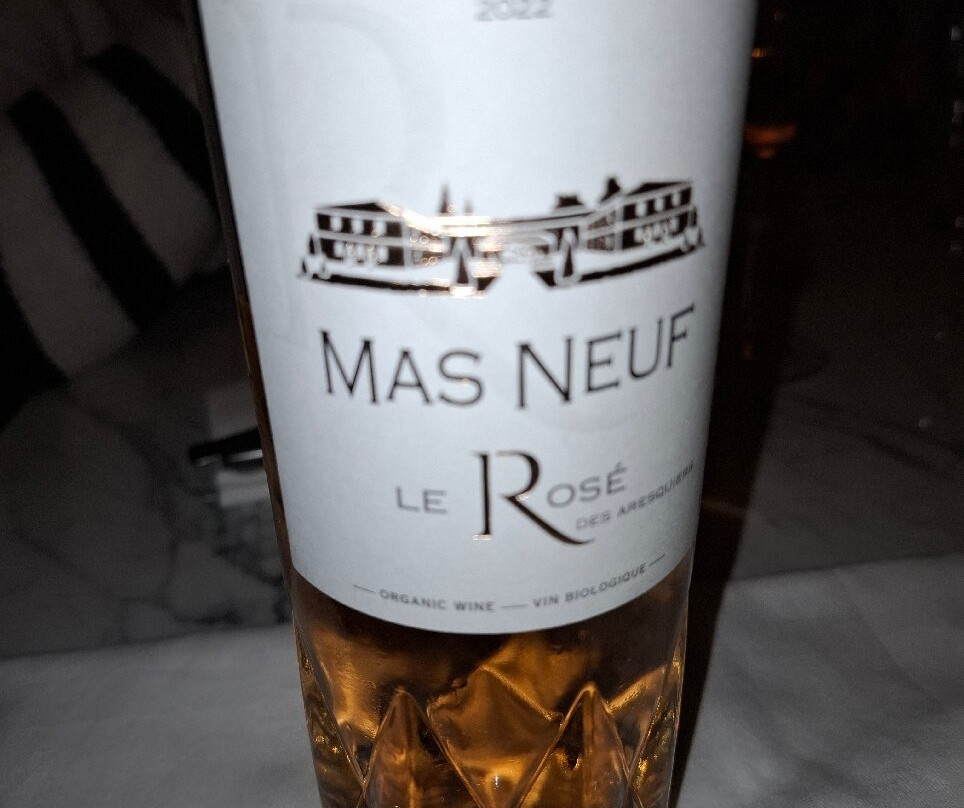 2022
MAS NEUF
LE ROSÉ
DES ARESQUIERS
ORGANIC WINE — VIN BIOLOGIQUE